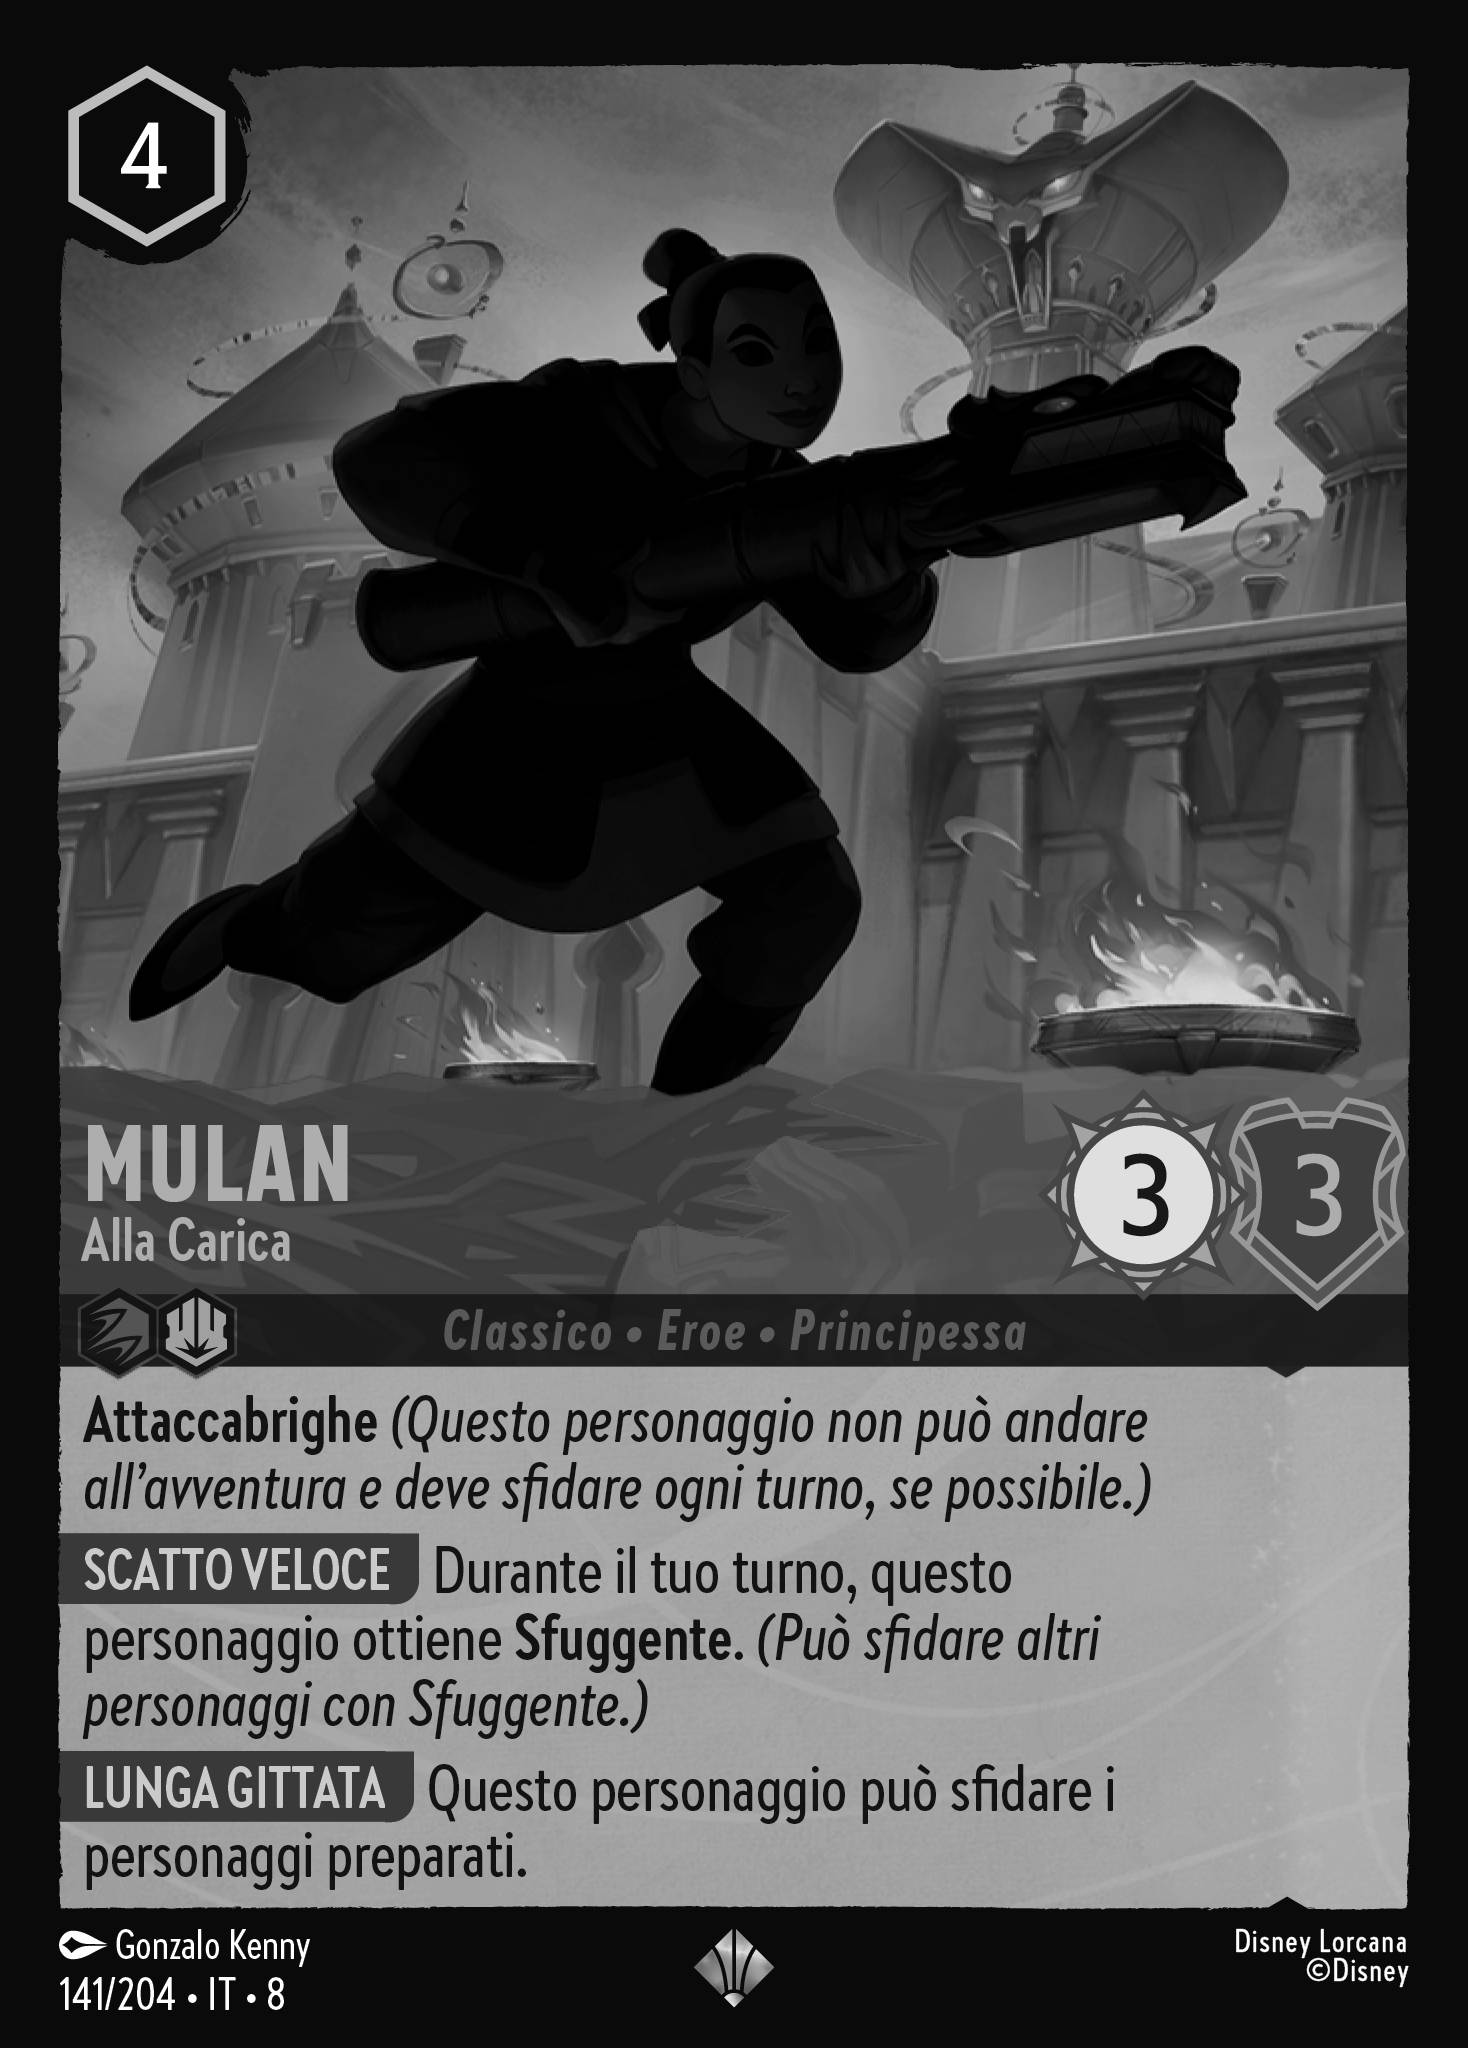 4
MULAN
Alla Carica
3 3
Classico • Eroe • Principessa
Attaccabrighe (Questo personaggio non può andare
all’avventura e deve sfidare ogni turno, se possibile.)
SCATTO VELOCE Durante il tuo turno, questo
personaggio ottiene Sfuggente. (Può sfidare altri
personaggi con Sfuggente.)
LUNGA GITTATA Questo personaggio può sfidare i
personaggi preparati.
Gonzalo Kenny
141/204 • IT • 8
Disney Lorcana
©Disney